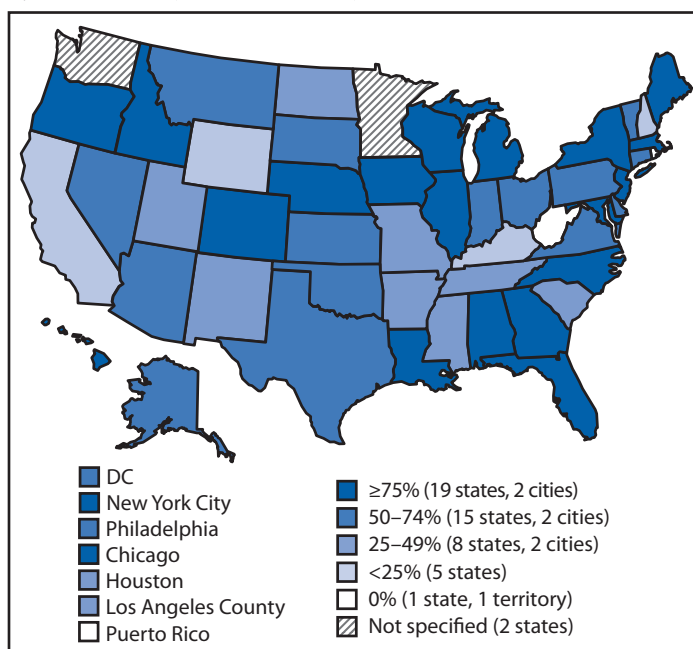 DC
New York City
Philadelphia
Chicago
Houston
Los Angeles County
Puerto Rico
≥75% (19 states, 2 cities)
50–74% (15 states, 2 cities)
25–49% (8 states, 2 cities)
<25% (5 states)
0% (1 state, 1 territory)
Not specified (2 states)